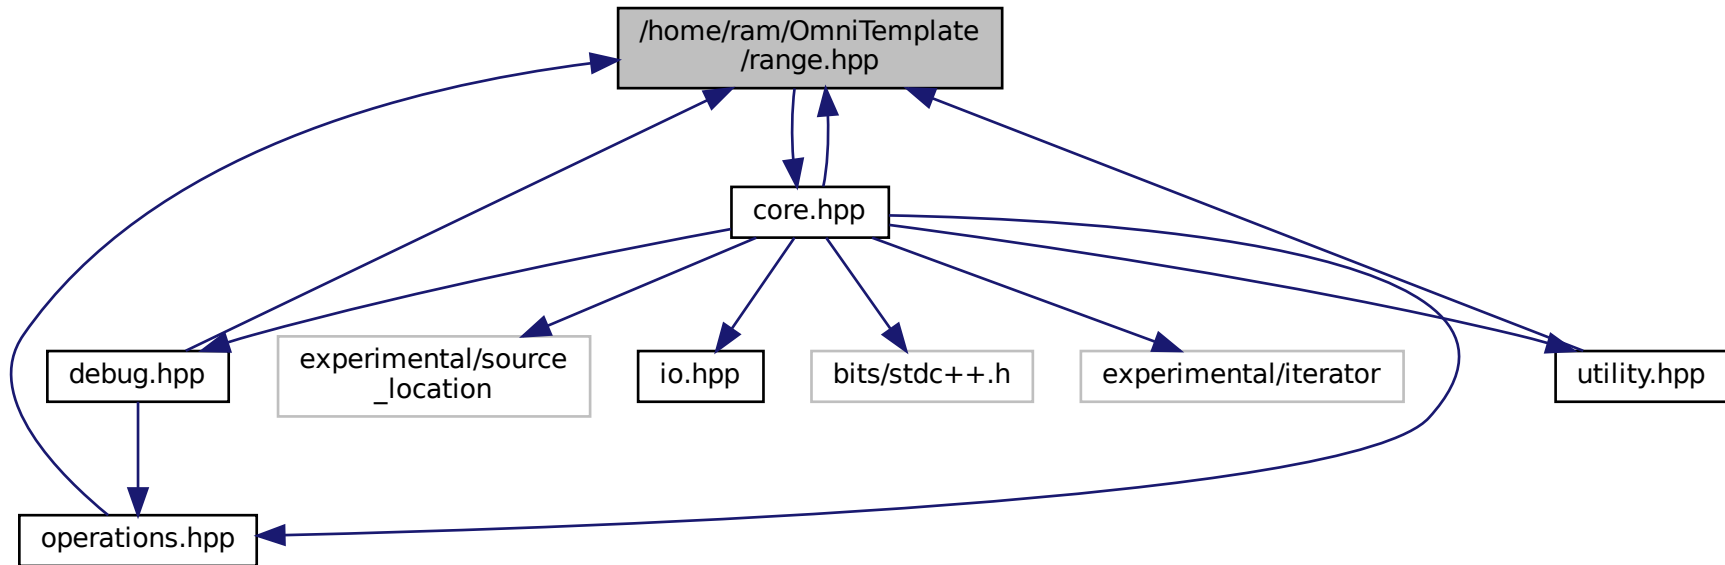 /home/ram/OmniTemplate
/range.hpp
core.hpp
debug.hpp
experimental/source
_location
io.hpp
bits/stdc++.h
experimental/iterator
utility.hpp
operations.hpp